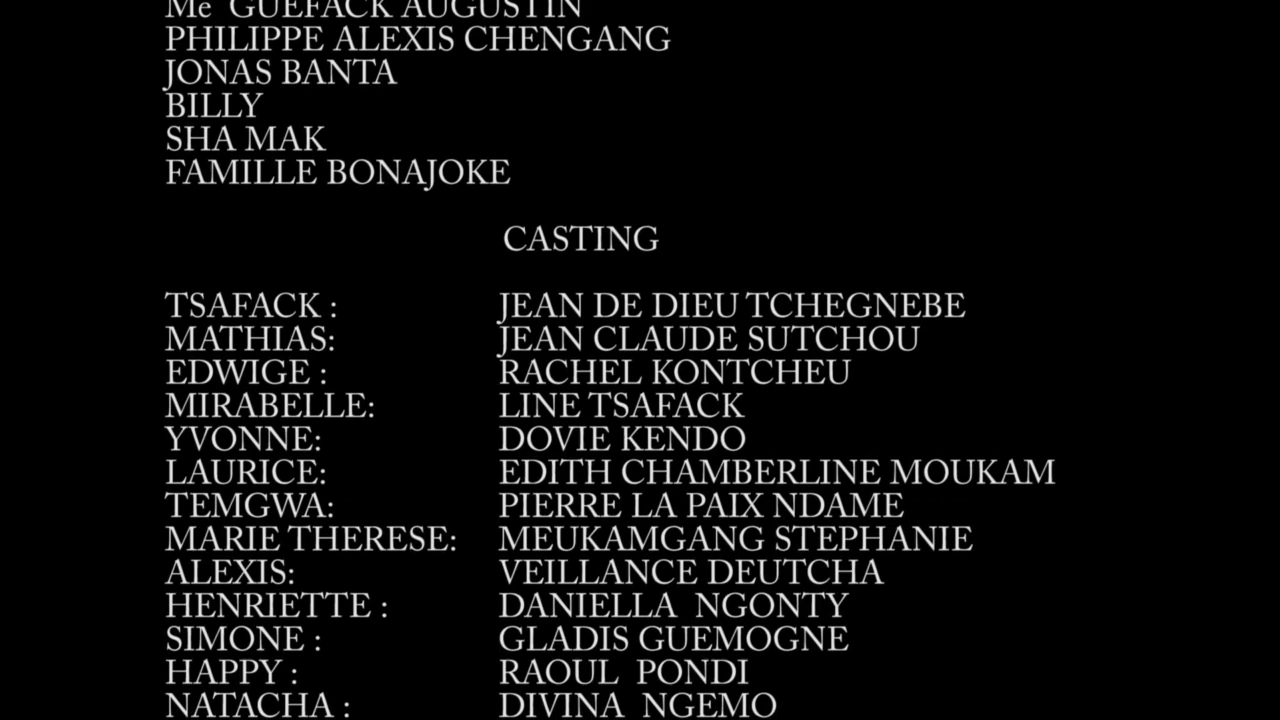 Me GUEFACK AUGUSTIN
PHILIPPE ALEXIS CHENGANG
JONAS BANTA
BILLY
SHA MAK
FAMILLE BONAJOKE
CASTING
TSAFACK : JEAN DE DIEU TCHEGNEBE
MATHIAS: JEAN CLAUDE SUTCHOU
EDWIGE : RACHEL KONTCHEU
MIRABELLE: LINE TSAFACK
YVONNE: DOVIE KENDO
LAURICE: EDITH CHAMBERLINE MOUKAM
TEMGWA: PIERRE LA PAIX NDAME
MARIE THERESE: MEUKAMGANG STEPHANIE
ALEXIS: VEILLANCE DEUTCHA
HENRIETTE : DANIELLA NGONTY
SIMONE : GLADIS GUEMOGNE
HAPPY : RAOUL PONDI
NATACHA : DIVINA NGEMO